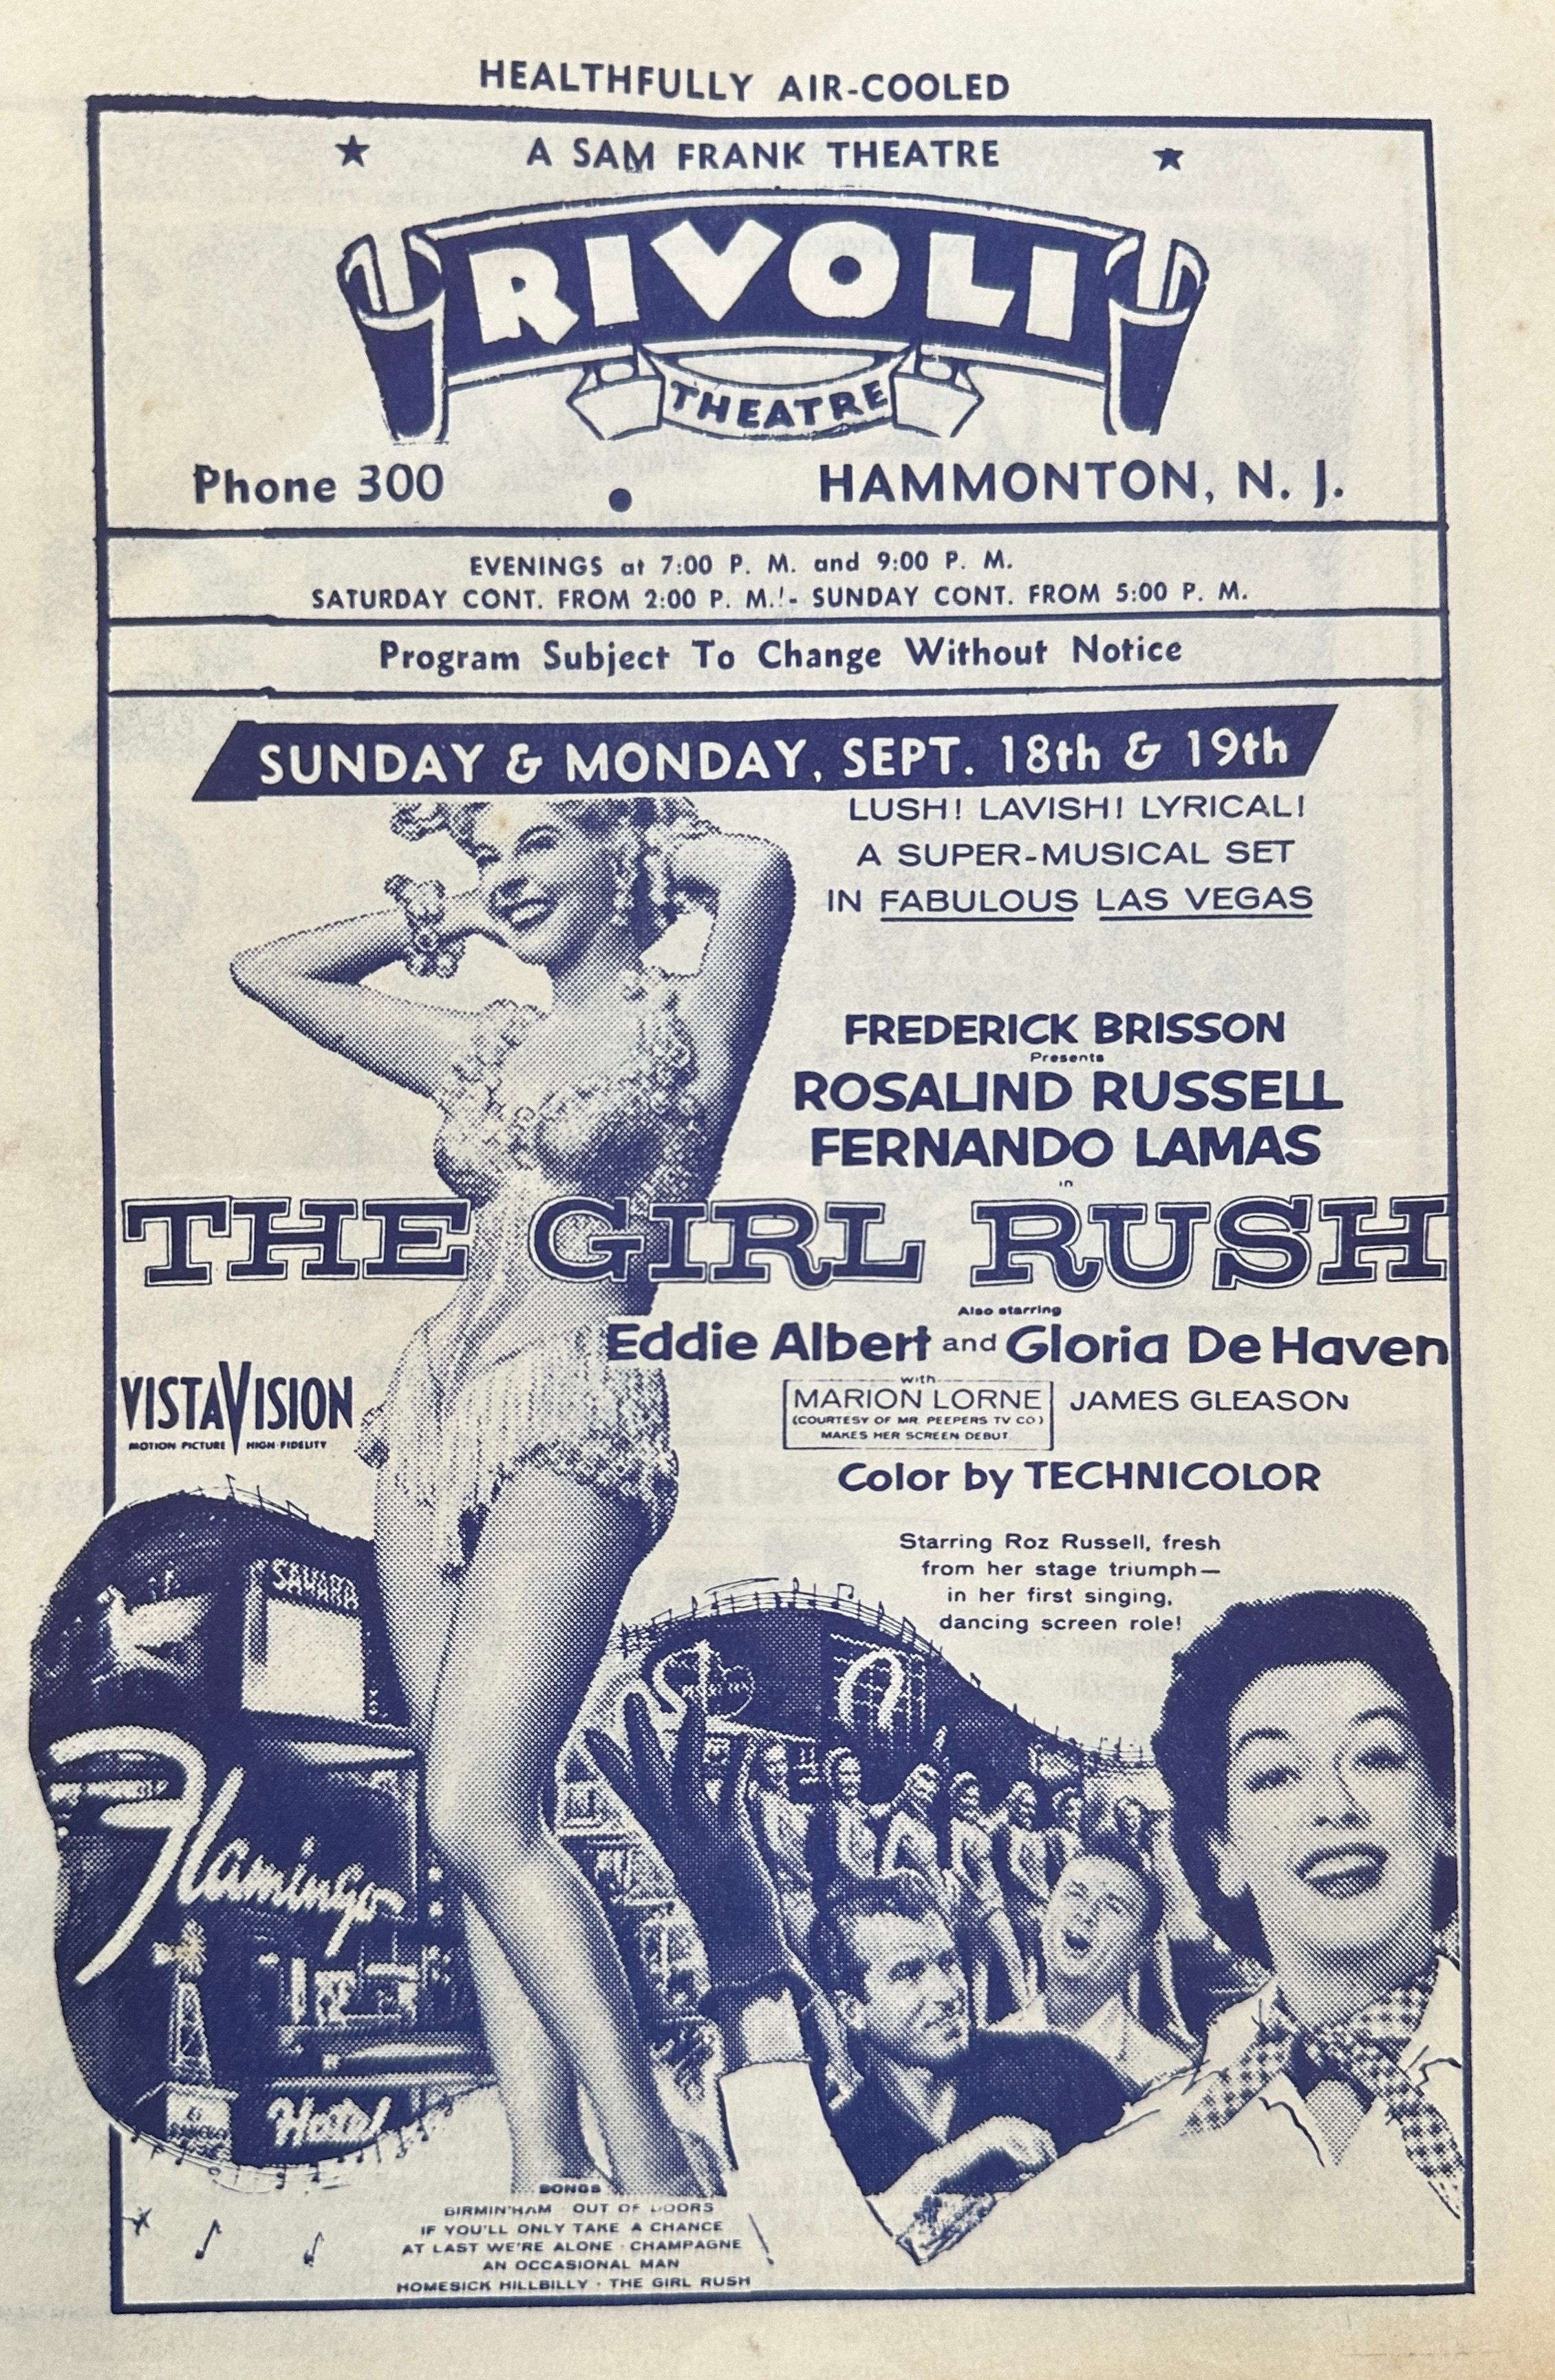 HEALTHFULLY AIR-COOLED
A SAM FRANK THEATRE
RIVOLI
THEATRE
Phone 300 • HAMMONTON, N. J.
EVENINGS at 7:00 P. M. and 9:00 P. M.
SATURDAY CONT. FROM 2:00 P. M. - SUNDAY CONT. FROM 5:00 P. M.
Program Subject To Change Without Notice
SUNDAY & MONDAY, SEPT. 18th & 19th
LUSH! LAVISH! LYRICAL!
A SUPER-MUSICAL SET
IN FABULOUS LAS VEGAS
FREDERICK BRISSON
Presents
ROSALIND RUSSELL
FERNANDO LAMAS
in
THE GIRL RUSH
Also starring
Eddie Albert and Gloria De Haven
with
MARION LORNE JAMES GLEASON
(COURTESY OF MR. PEEPERS TV CO)
MAKES HER SCREEN DEBUT
VISTAVISION
MOTION PICTURE HIGH-FIDELITY
Color by TECHNICOLOR
Starring Roz Russell, fresh
from her stage triumph—
in her first singing,
dancing screen role!
SAHARA
Flamingo
Hotel
SONGS
BIRMIN'HAM · OUT OF DOORS
IF YOU'LL ONLY TAKE A CHANCE
AT LAST WE'RE ALONE · CHAMPAGNE
AN OCCASIONAL MAN
HOMESICK HILLBILLY · THE GIRL RUSH